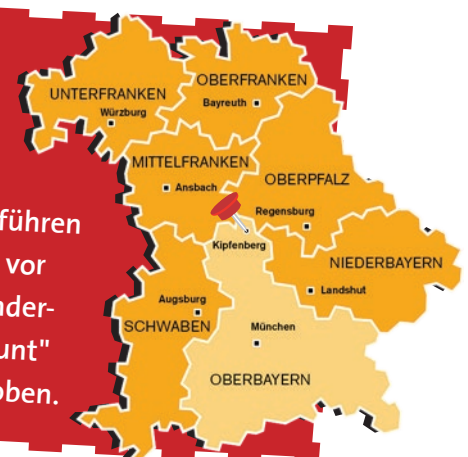 OBERFRANKEN
UNTERFRANKEN
Bayreuth
Würzburg
MITTELFRANKEN
Ansbach
OBERPFALZ
Regensburg
führen
Kipfenberg
vor
NIEDERBAYERN
nder-
Landshut
Augsburg
SCHWABEN
München
unt"
OBERBAYERN
oben.